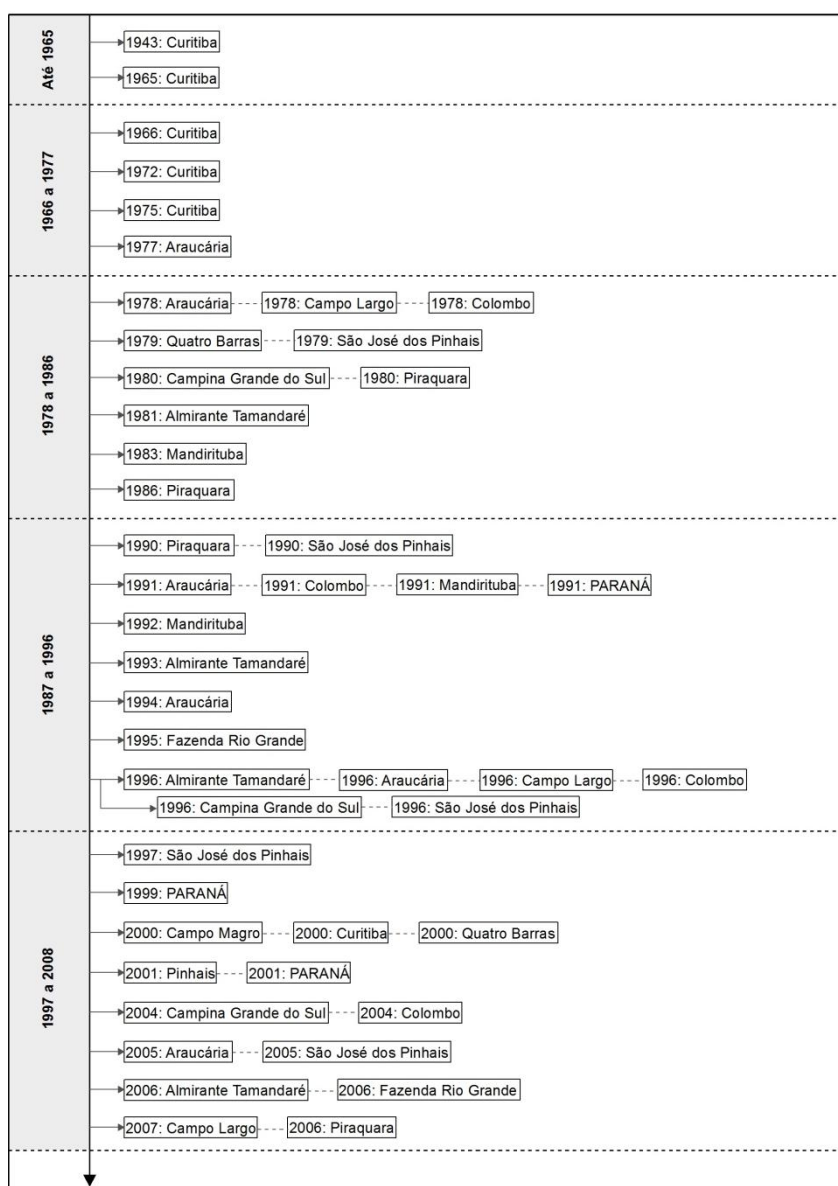 Até 1965
1943: Curitiba
1965: Curitiba
1966 a 1977
1966: Curitiba
1972: Curitiba
1975: Curitiba
1977: Araucária
1978 a 1986
1978: Araucária 1978: Campo Largo 1978: Colombo
1979: Quatro Barras 1979: São José dos Pinhais
1980: Campina Grande do Sul 1980: Piraquara
1981: Almirante Tamandaré
1983: Mandirituba
1986: Piraquara
1987 a 1996
1990: Piraquara 1990: São José dos Pinhais
1991: Araucária 1991: Colombo 1991: Mandirituba 1991: PARANÁ
1992: Mandirituba
1993: Almirante Tamandaré
1994: Araucária
1995: Fazenda Rio Grande
1996: Almirante Tamandaré 1996: Araucária 1996: Campo Largo 1996: Colombo
1996: Campina Grande do Sul 1996: São José dos Pinhais
1997 a 2008
1997: São José dos Pinhais
1999: PARANÁ
2000: Campo Magro 2000: Curitiba 2000: Quatro Barras
2001: Pinhais 2001: PARANÁ
2004: Campina Grande do Sul 2004: Colombo
2005: Araucária 2005: São José dos Pinhais
2006: Almirante Tamandaré 2006: Fazenda Rio Grande
2007: Campo Largo 2006: Piraquara